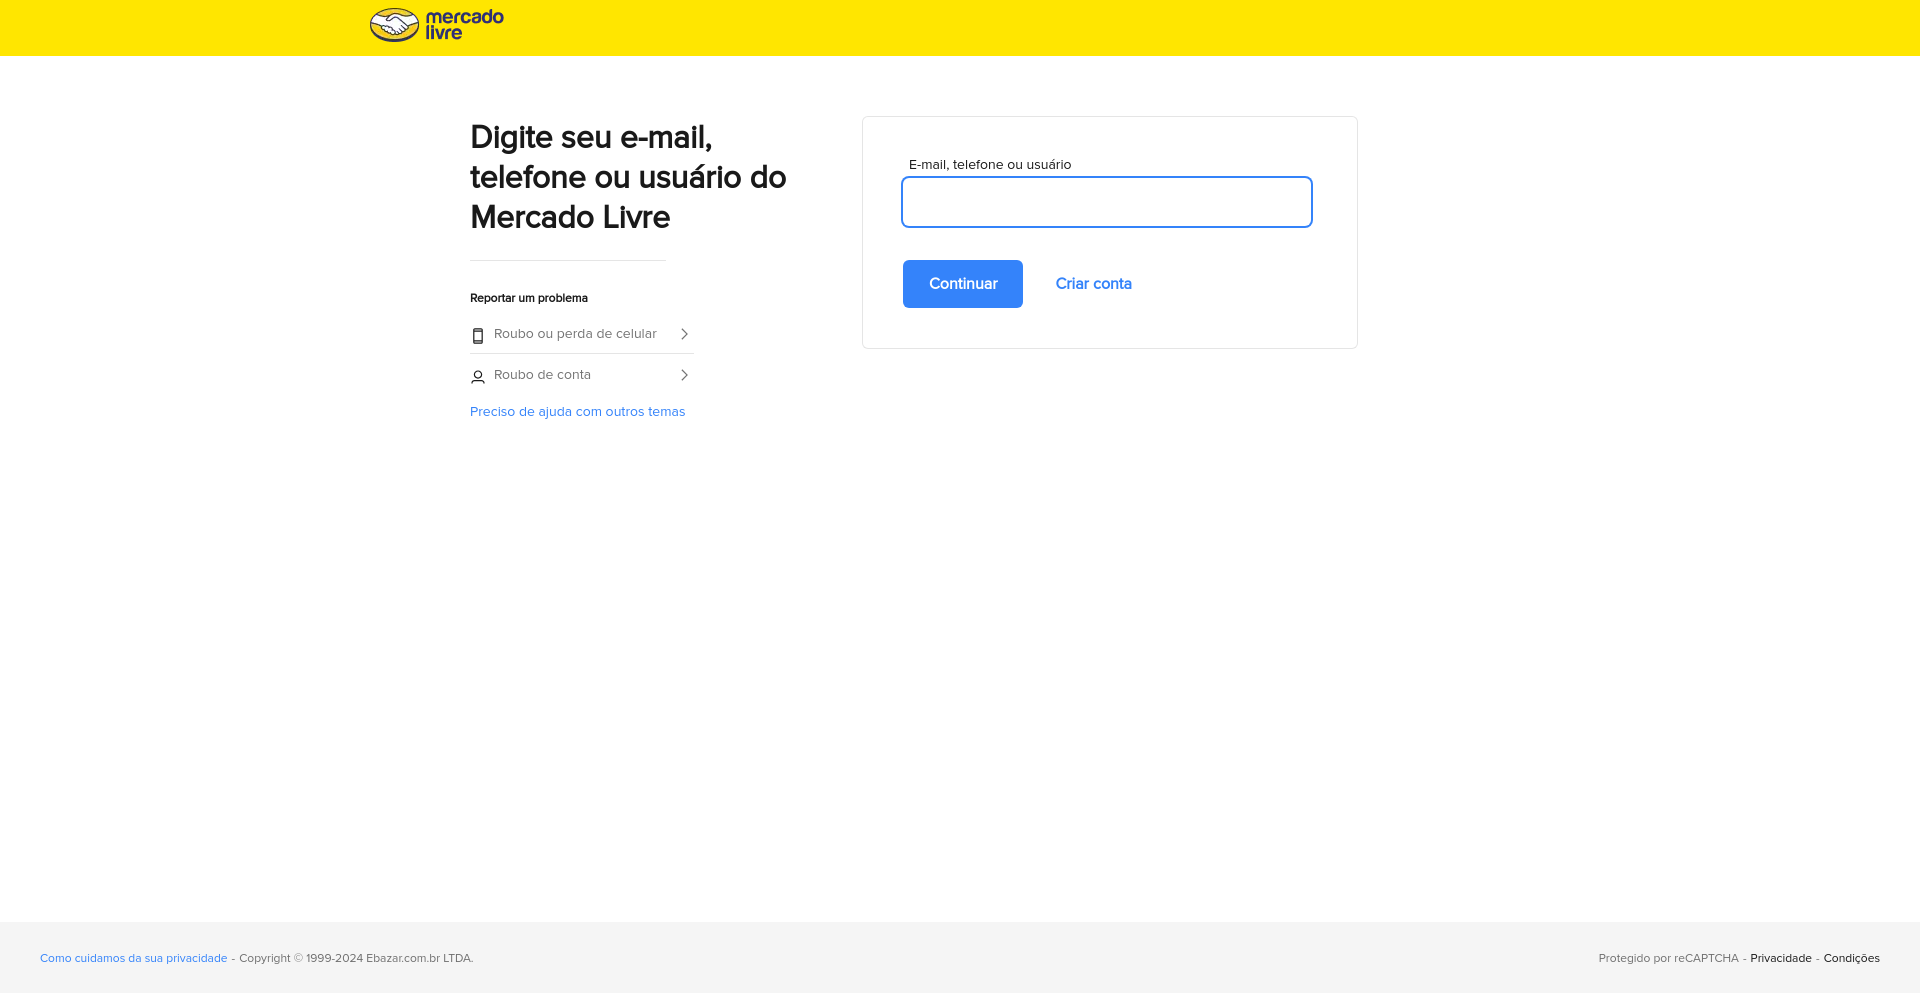 mercado
livre
Digite seu e-mail,
telefone ou usuário do
Mercado Livre
Reportar um problema
Roubo ou perda de celular
Roubo de conta
Preciso de ajuda com outros temas
E-mail, telefone ou usuário
Continuar Criar conta
Como cuidamos da sua privacidade - Copyright © 1999-2024 Ebazar.com.br LTDA.
Protegido por reCAPTCHA - Privacidade - Condições